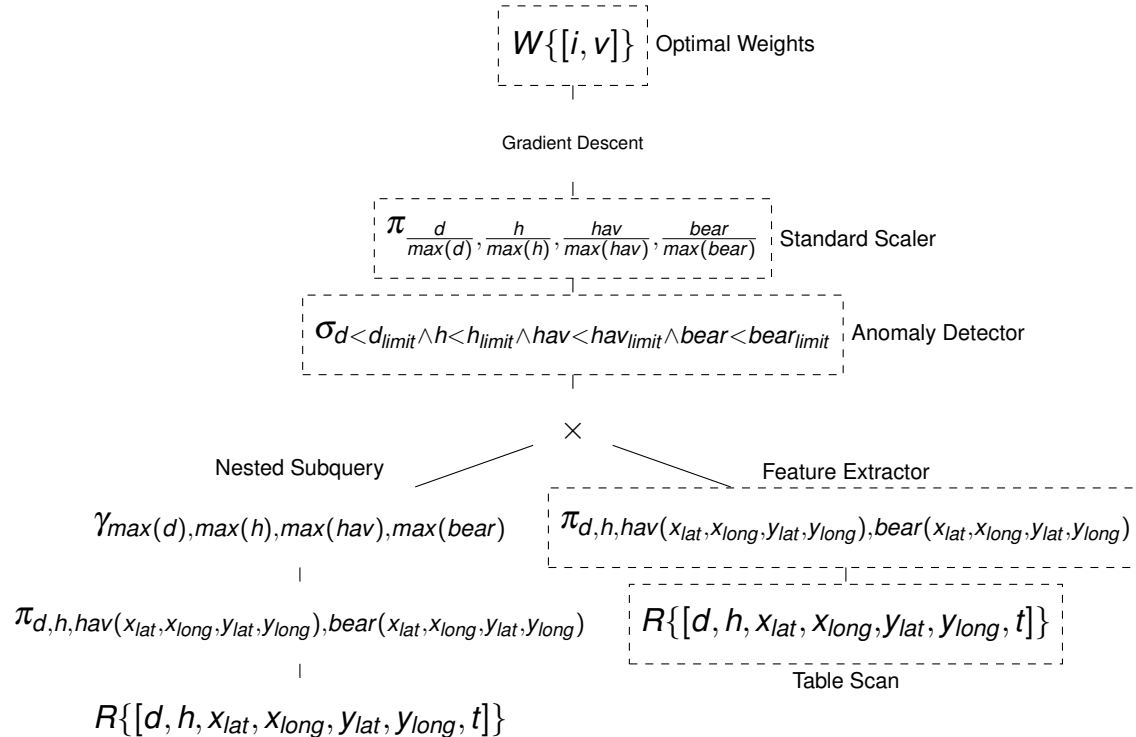 W{[i, v]} Optimal Weights
Gradient Descent
π d/max(d), h/max(h), hav/max(hav), bear/max(bear) Standard Scaler
σ d<d_limit∧h<h_limit∧hav<hav_limit∧bear<bear_limit Anomaly Detector
×
Nested Subquery
Feature Extractor
γ max(d),max(h),max(hav),max(bear)
π d,h,hav(x_lat,x_long,y_lat,y_long),bear(x_lat,x_long,y_lat,y_long)
π d,h,hav(x_lat,x_long,y_lat,y_long),bear(x_lat,x_long,y_lat,y_long)
R{[d, h, x_lat, x_long, y_lat, y_long, t]}
Table Scan
R{[d, h, x_lat, x_long, y_lat, y_long, t]}